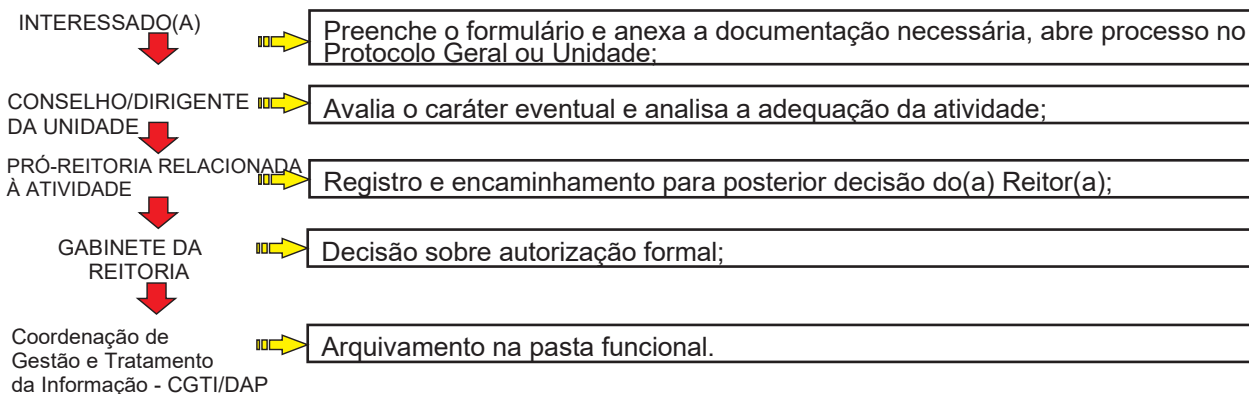 INTERESSADO(A)
Preenche o formulário e anexa a documentação necessária, abre processo no
Protocolo Geral ou Unidade;
CONSELHO/DIRIGENTE
DA UNIDADE
Avalia o caráter eventual e analisa a adequação da atividade;
PRÓ-REITORIA RELACIONADA
À ATIVIDADE
Registro e encaminhamento para posterior decisão do(a) Reitor(a);
GABINETE DA
REITORIA
Decisão sobre autorização formal;
Coordenação de
Gestão e Tratamento
da Informação - CGTI/DAP
Arquivamento na pasta funcional.